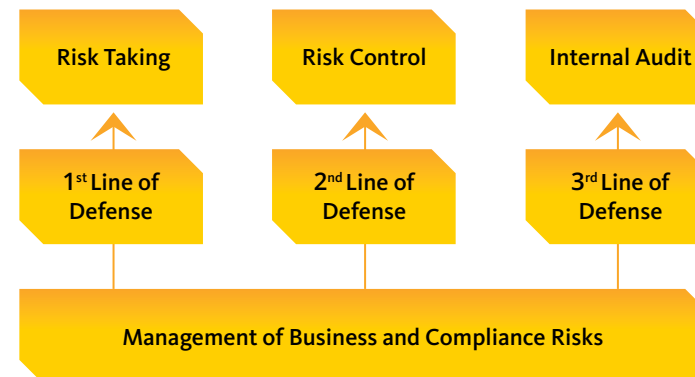 Risk Taking
Risk Control
Internal Audit
1st Line of
Defense
2nd Line of
Defense
3rd Line of
Defense
Management of Business and Compliance Risks